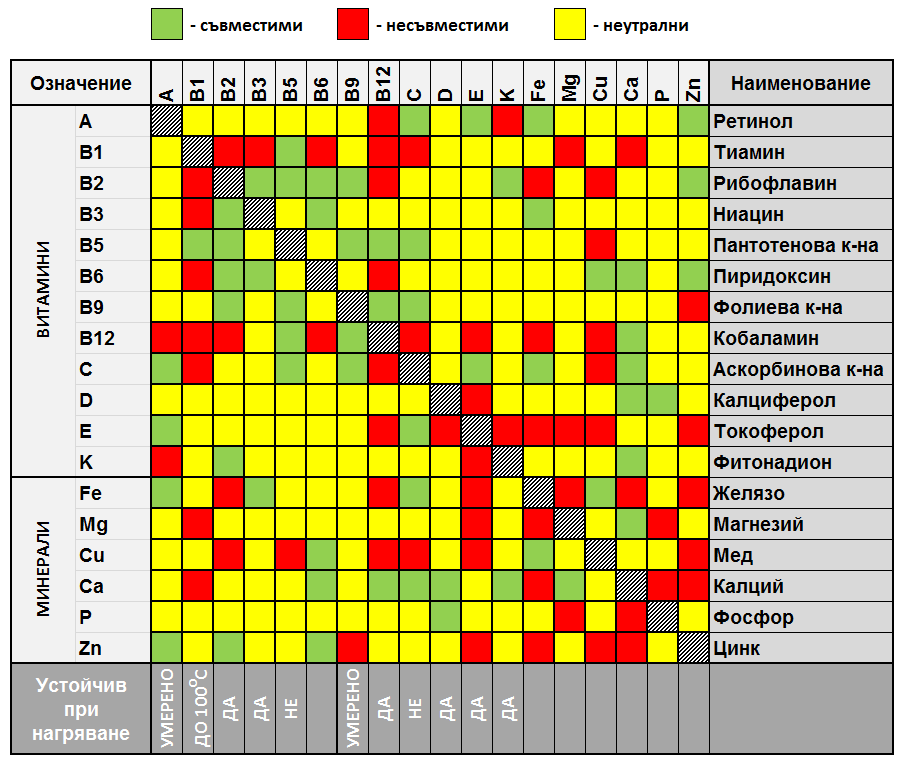 - съвместими - несъвместими - неутрални
Означение A B1 B2 B3 B5 B6 B9 B12 C D E K Fe Mg Cu Ca P Zn Наименование
ВИТАМИНИ
A Ретинол
B1 Тиамин
B2 Рибофлавин
B3 Ниацин
B5 Пантотенова к-на
B6 Пиридоксин
B9 Фолиева к-на
B12 Кобаламин
C Аскорбинова к-на
D Калциферол
E Токоферол
K Фитонадион
МИНЕРАЛИ
Fe Желязо
Mg Магнезий
Cu Мед
Ca Калций
P Фосфор
Zn Цинк
Устойчив
при
нагряване
УМЕРЕНО ДО 100°C ДА ДА НЕ УМЕРЕНО ДА НЕ ДА ДА ДА